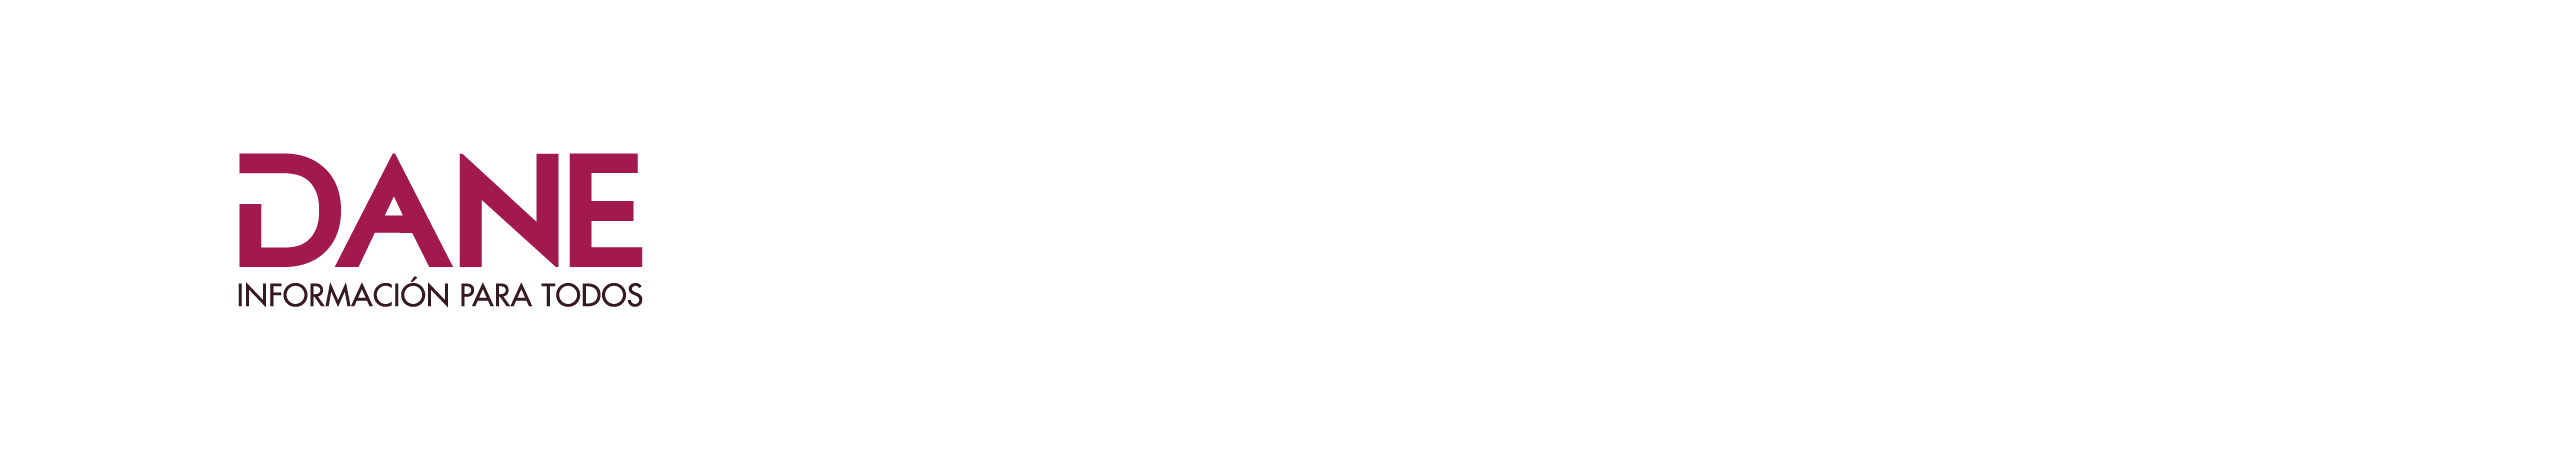 DANE
INFORMACIÓN PARA TODOS